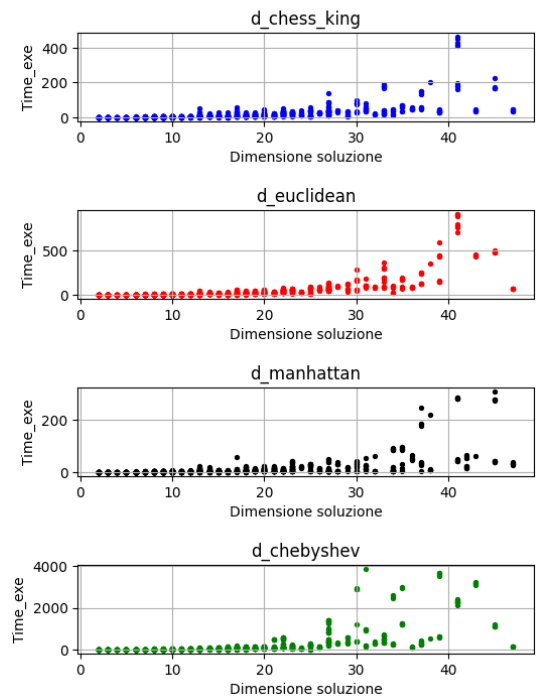 d_chess_king
400
200
0
Time_exe
0 10 20 30 40
Dimensione soluzione
d_euclidean
500
0
Time_exe
0 10 20 30 40
Dimensione soluzione
d_manhattan
200
0
Time_exe
0 10 20 30 40
Dimensione soluzione
d_chebyshev
4000
2000
0
Time_exe
0 10 20 30 40
Dimensione soluzione